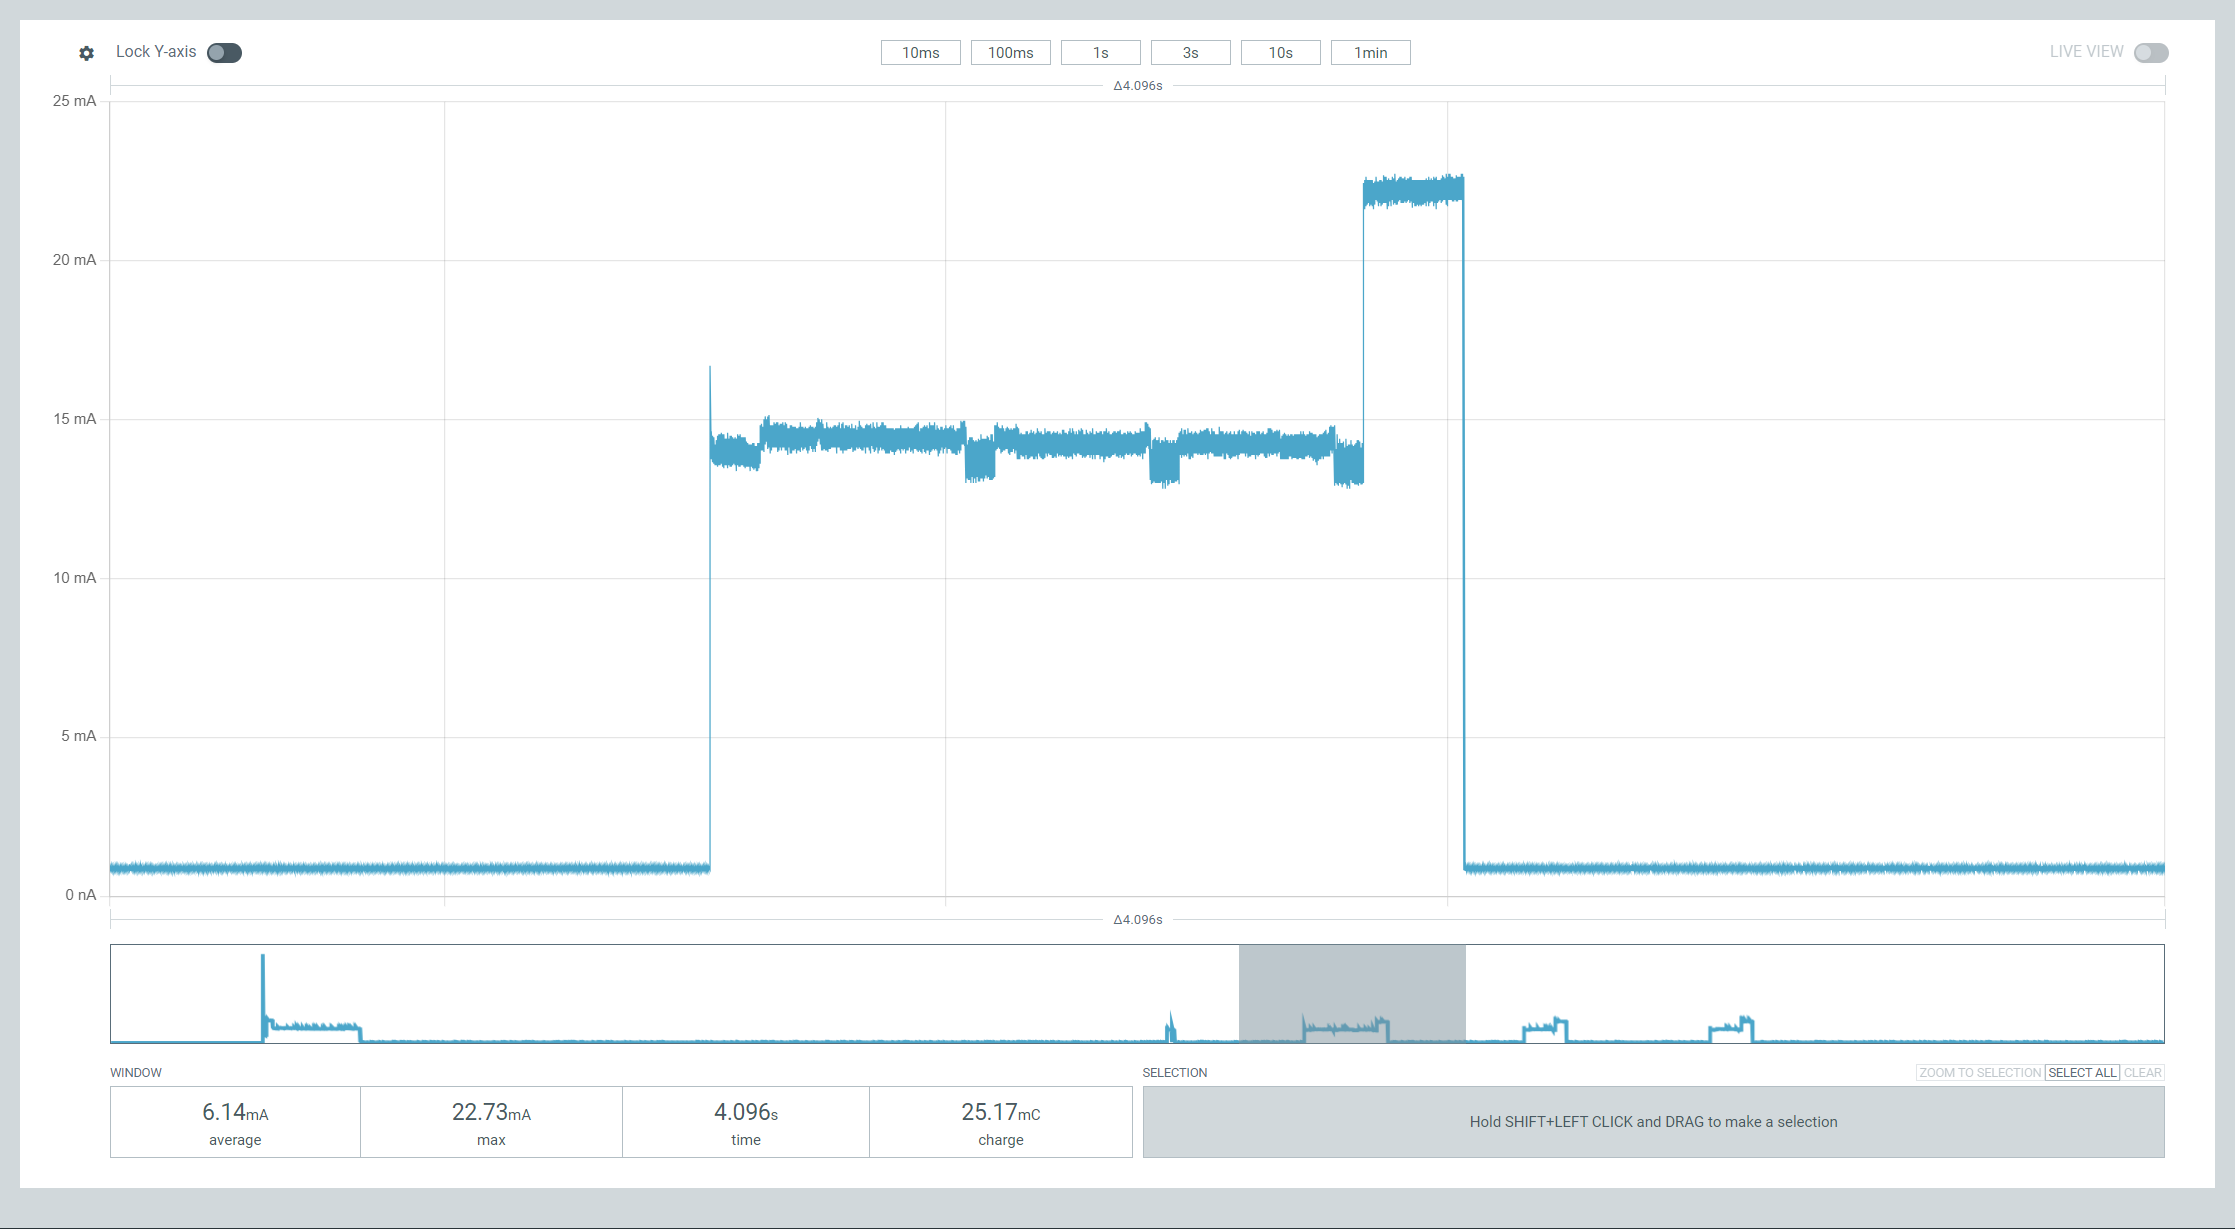 Lock Y-axis 10ms 100ms 1s 3s 10s 1min LIVE VIEW
Δ4.096s
25 mA
20 mA
15 mA
10 mA
5 mA
0 nA
Δ4.096s
WINDOW SELECTION ZOOM TO SELECTION SELECT ALL CLEAR
6.14mA 22.73mA 4.096s 25.17mC
average max time charge
Hold SHIFT+LEFT CLICK and DRAG to make a selection